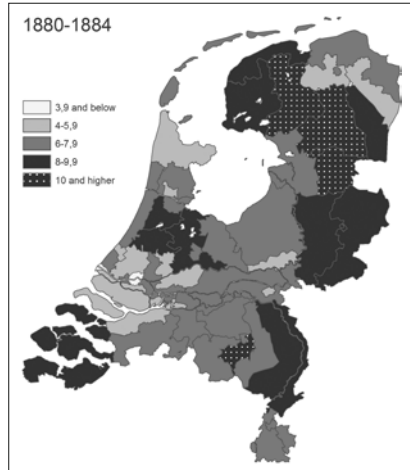 1880-1884
3,9 and below
4-5,9
6-7,9
8-9,9
10 and higher